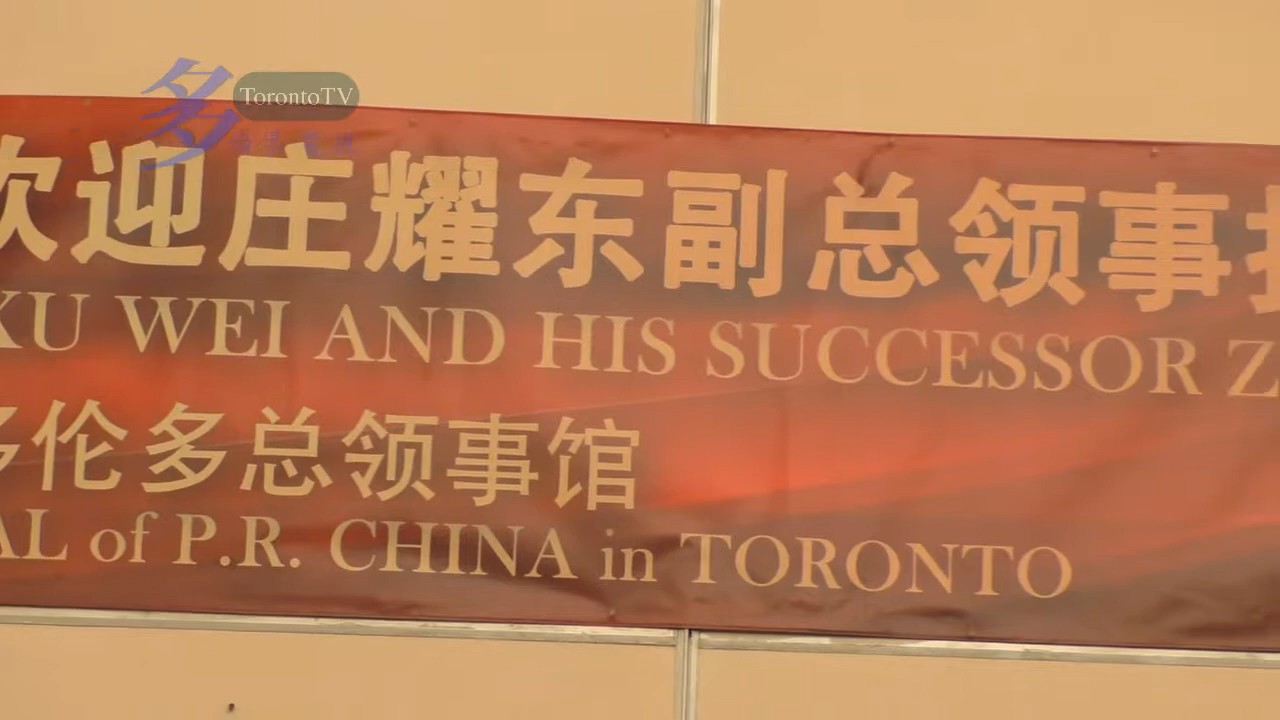 多
TorontoTV
欢迎庄耀东副总领事
XU WEI AND HIS SUCCESSOR Z
多伦多总领事馆
AL of P.R. CHINA in TORONTO